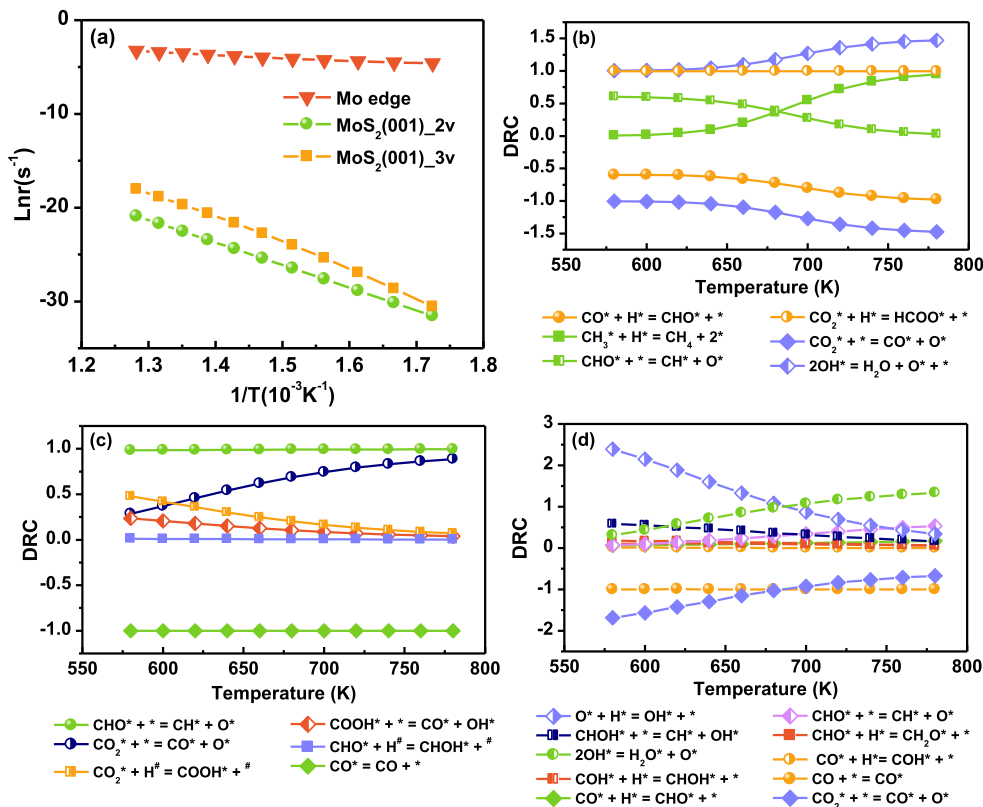 (a)
0
-10
-20
-30
Lnr(s⁻¹)
Mo edge
MoS₂(001)_2v
MoS₂(001)_3v
1.2 1.3 1.4 1.5 1.6 1.7 1.8
1/T(10⁻³K⁻¹)
(b)
1.5
1.0
0.5
0.0
-0.5
-1.0
-1.5
DRC
550 600 650 700 750 800
Temperature (K)
CO* + H* = CHO* + *
CH₃* + H* = CH₄ + 2*
CHO* + * = CH* + O*
CO₂* + H* = HCOO* + *
CO₂* + * = CO* + O*
2OH* = H₂O + O* + *
(c)
1.0
0.5
0.0
-0.5
-1.0
DRC
550 600 650 700 750 800
Temperature (K)
CHO* + * = CH* + O*
CO₂* + * = CO* + O*
CO₂* + H# = COOH* + #
COOH* + * = CO* + OH*
CHO* + H# = CHOH* + #
CO* = CO + *
(d)
3
2
1
0
-1
-2
DRC
550 600 650 700 750 800
Temperature (K)
O* + H* = OH* + *
CHOH* + * = CH* + OH*
2OH* = H₂O* + O*
COH* + H* = CHOH* + *
CO* + H* = CHO* + *
CHO* + * = CH* + O*
CHO* + H* = CH₂O* + *
CO* + H* = COH* + *
CO + * = CO*
CO₂* + * = CO* + O*